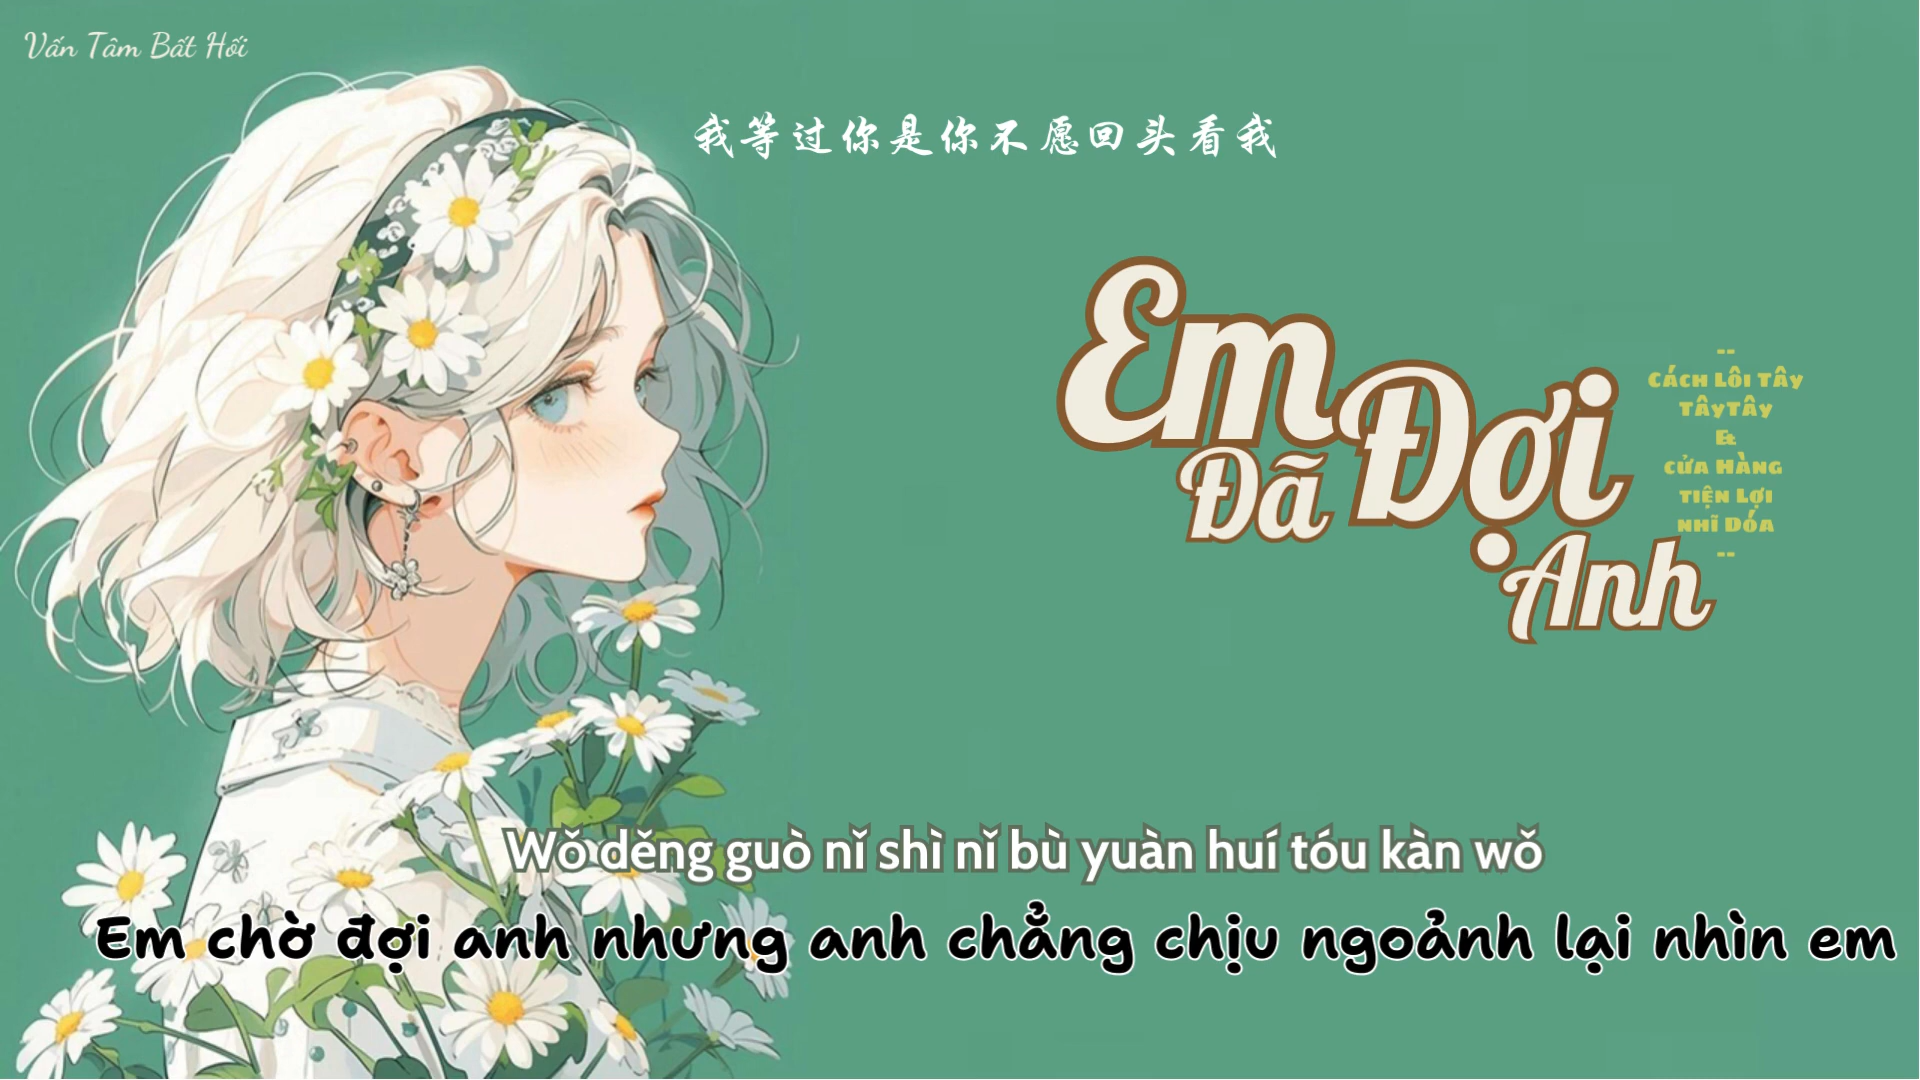 Vấn Tâm Bất Hối
我等过你是你不愿回头看我
Em
Đã Đợi
Anh
--
Cách Lôi Tây
TâyTây
&
Cửa Hàng
Tiện Lợi
Nhĩ Dóa
--
Wǒ děng guò nǐ shì nǐ bù yuàn huí tóu kàn wǒ
Em chờ đợi anh nhưng anh chẳng chịu ngoảnh lại nhìn em